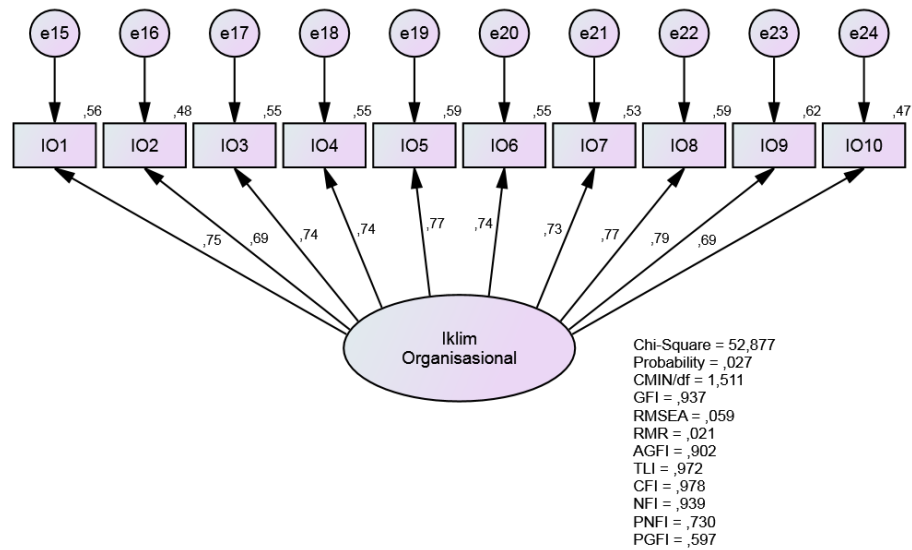 e15 e16 e17 e18 e19 e20 e21 e22 e23 e24
,56 ,48 ,55 ,55 ,59 ,55 ,53 ,59 ,62 ,47
IO1 IO2 IO3 IO4 IO5 IO6 IO7 IO8 IO9 IO10
,75 ,69 ,74 ,74 ,77 ,74 ,73 ,77 ,79 ,69
Iklim
Organisasional
Chi-Square = 52,877
Probability = ,027
CMIN/df = 1,511
GFI = ,937
RMSEA = ,059
RMR = ,021
AGFI = ,902
TLI = ,972
CFI = ,978
NFI = ,939
PNFI = ,730
PGFI = ,597